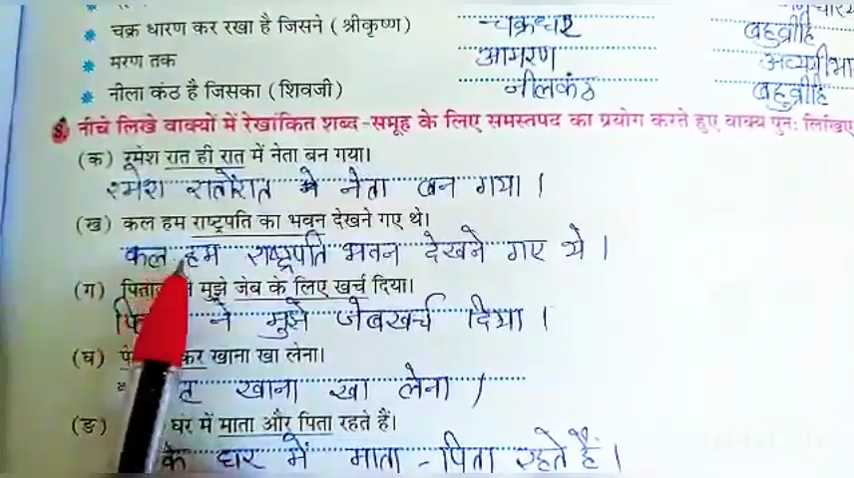 चक्र धारण कर रखा है जिसने ( श्रीकृष्ण) चक्रधर बहुव्रीहि
मरण तक आमरण अव्ययीभा
नीला कंठ है जिसका ( शिवजी) नीलकंठ बहुव्रीहि
8. नीचे लिखे वाक्यों में रेखांकित शब्द-समूह के लिए समस्तपद का प्रयोग करते हुए वाक्य पुनः लिखिए
(क) रमेश रात ही रात में नेता बन गया।
रमेश रातोंरात नेता बन गया ।
(ख) कल हम राष्ट्रपति का भवन देखने गए थे।
कल हम राष्ट्रपति भवन देखने गए थे ।
(ग) मुझे जेब के लिए खर्च दिया।
ने मुझे जेबखर्च दिया ।
(घ) कर खाना खा लेना।
खाना खा लेना ।
(ङ) घर में माता और पिता रहते हैं।
के घर में माता - पिता रहते हैं ।